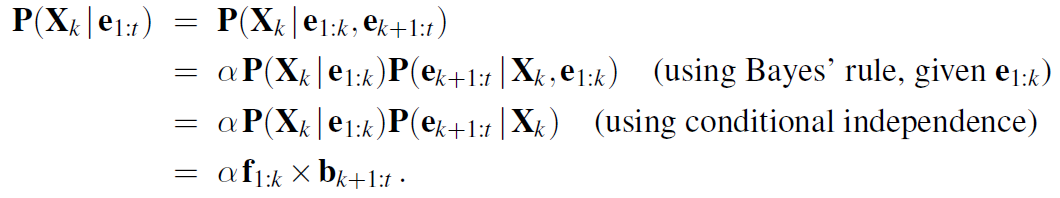 P(X_k | e_{1:t}) = P(X_k | e_{1:k}, e_{k+1:t})
= α P(X_k | e_{1:k}) P(e_{k+1:t} | X_k, e_{1:k}) (using Bayes’ rule, given e_{1:k})
= α P(X_k | e_{1:k}) P(e_{k+1:t} | X_k) (using conditional independence)
= α f_{1:k} × b_{k+1:t} .